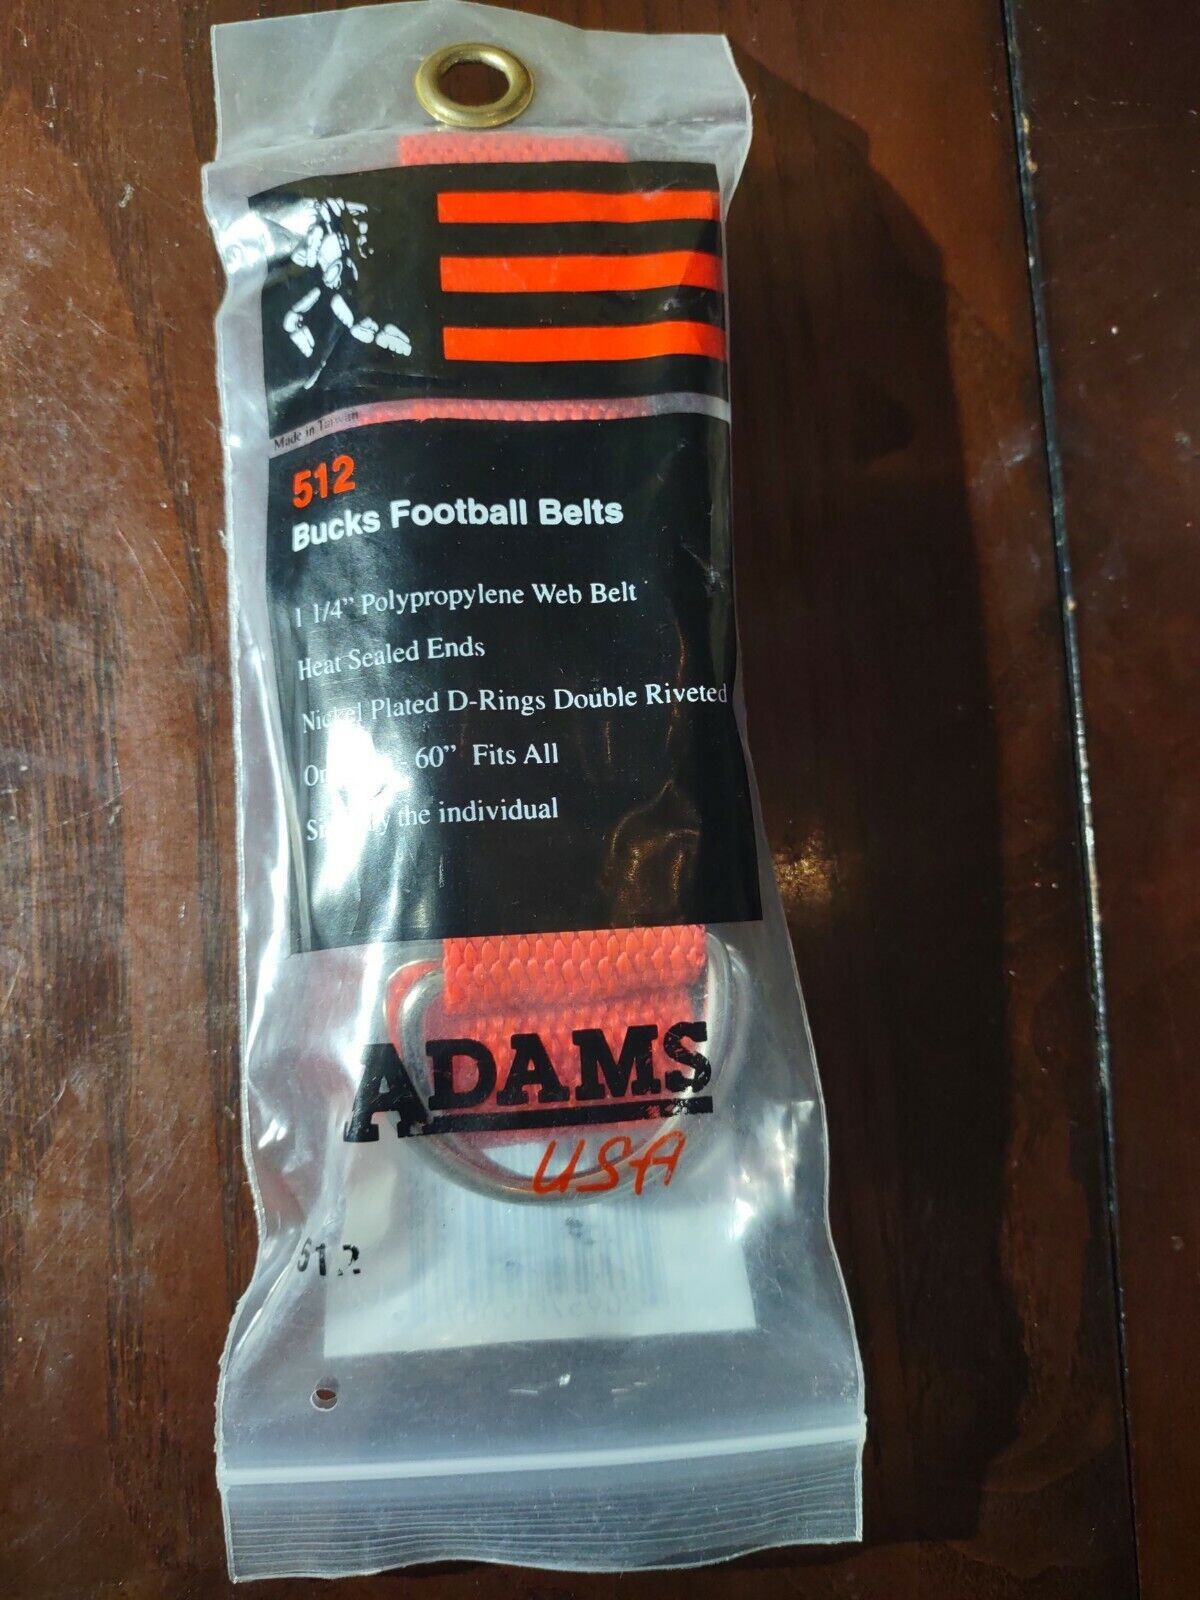 Made in Taiwan
512
Bucks Football Belts
1 1/4" Polypropylene Web Belt
Heat Sealed Ends
Nickel Plated D-Rings Double Riveted
60" Fits All
the individual
ADAMS
USA
512